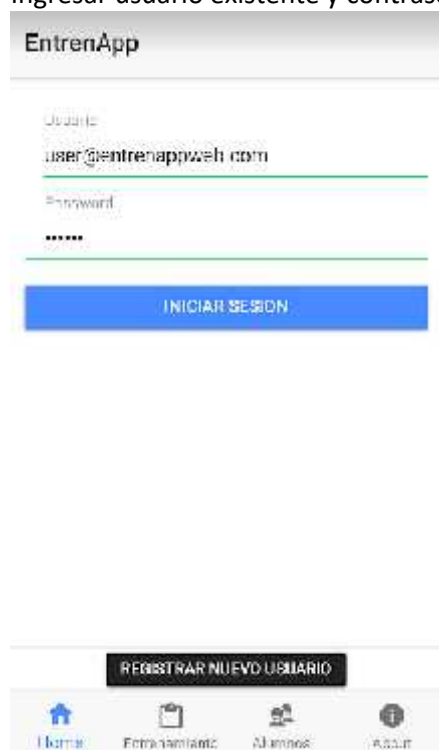 Ingresar usuario existente y contras
EntrenApp
Usuario
user@entrenappweb.com
Password
••••••
INICIAR SESION
REGISTRAR NUEVO USUARIO
Home Entrenamiento Alumnos About